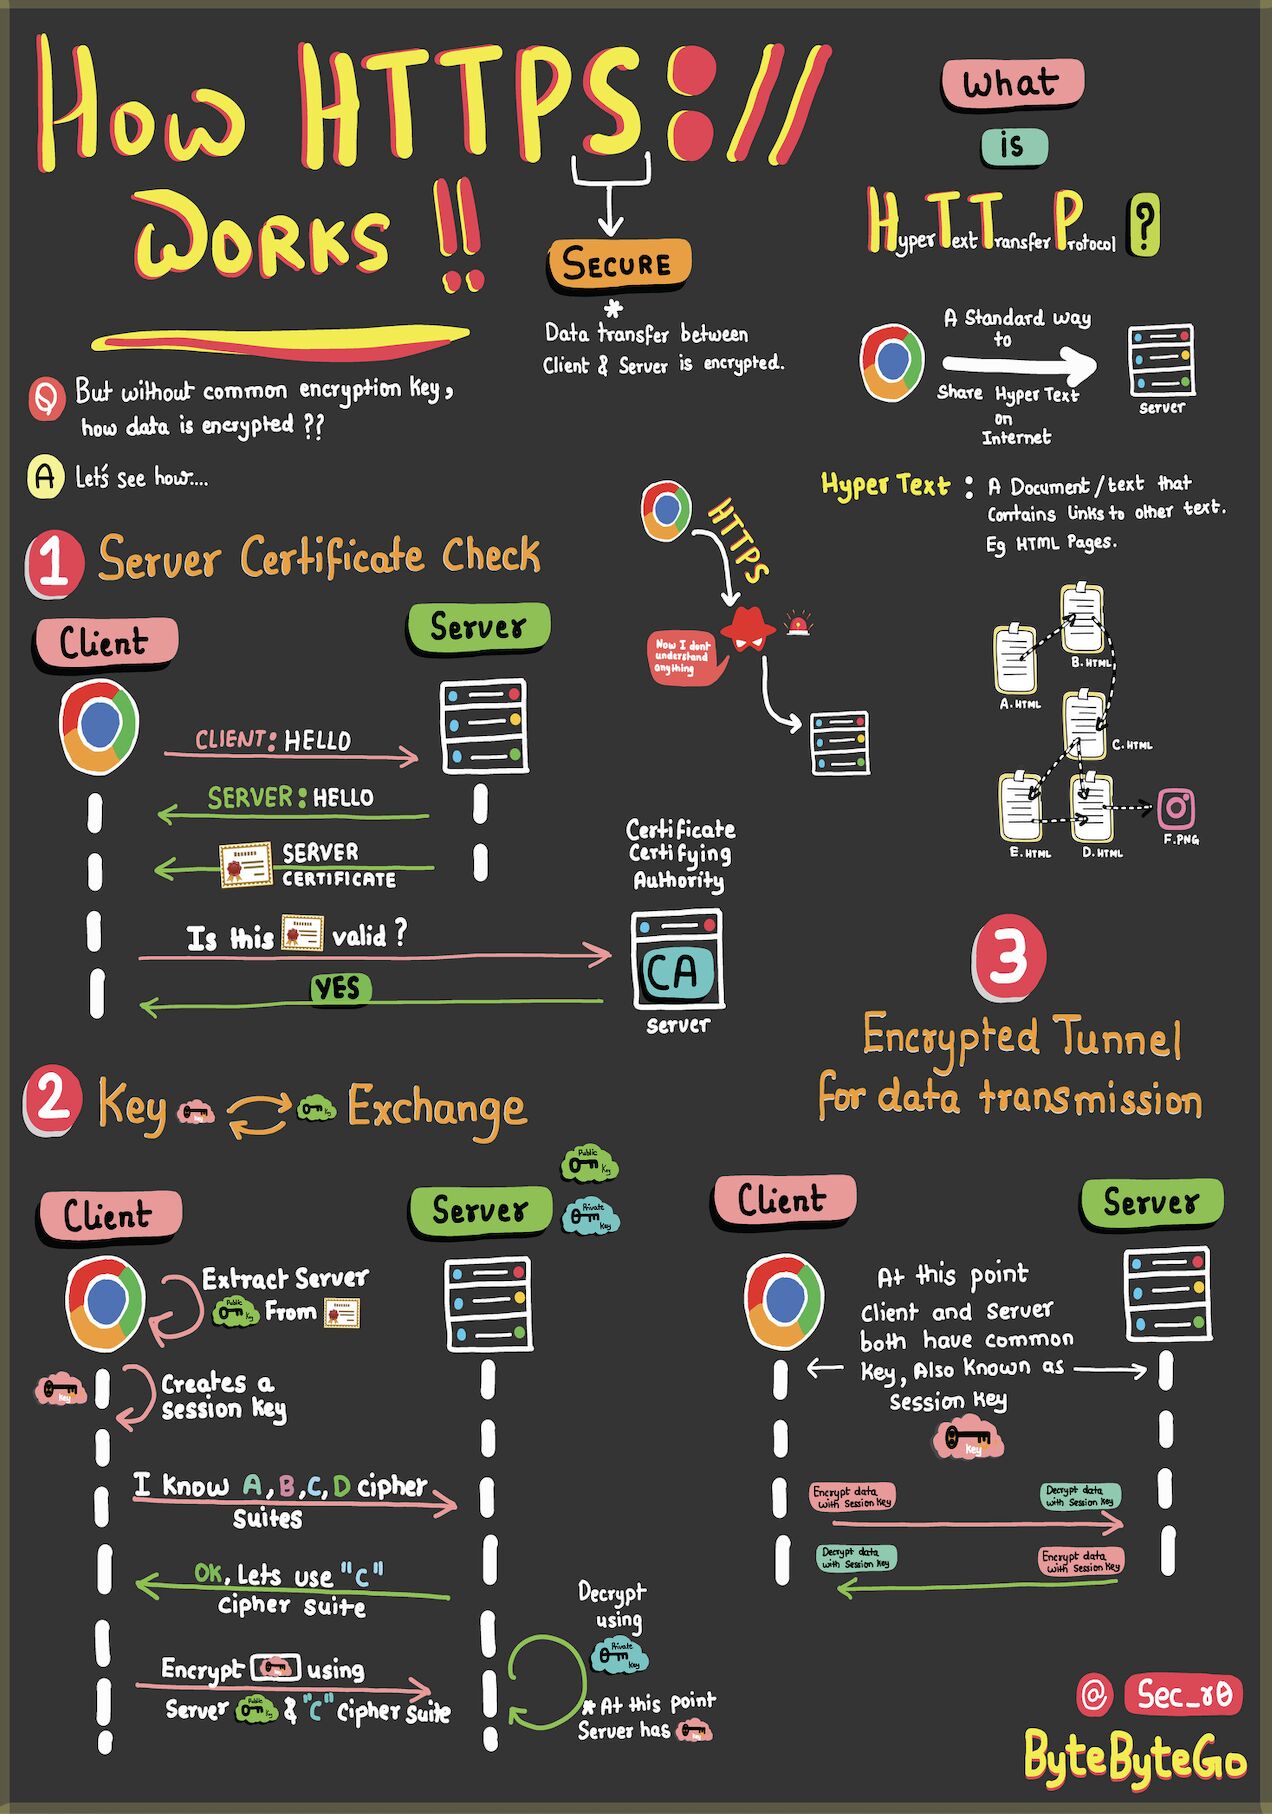 How HTTPS://
WORKS !!
SECURE
*
Data transfer between
Client & Server is encrypted.
What
is
HyperText Transfer Protocol ?
A Standard way
to
Share Hyper Text
on
Internet
server
Q But without common encryption key,
how data is encrypted ??
A Let's see how....
Hyper Text : A Document/text that
Contains links to other text.
Eg HTML Pages.
HTTPS
Now I dont
understand
anything
A.HTML
B.HTML
C.HTML
E.HTML
D.HTML
F.PNG
1 Server Certificate Check
Client
Server
CLIENT: HELLO
SERVER: HELLO
SERVER
CERTIFICATE
Is this valid ?
YES
Certificate
Certifying
Authority
CA
server
2 Key Key Exchange
Client
Server
Public
Key
Private
Key
Extract Server
Public Key From
Key
Creates a
session key
I know A,B,C,D cipher
suites
OK, Lets use "C"
cipher suite
Encrypt using
Server Public Key & "C" cipher suite
Decrypt
using
Private
Key
* At this point
Server has Key
3
Encrypted Tunnel
for data transmission
Client
Server
At this point
Client and Server
both have common
Key, Also Known as
Session Key
Key
Encrypt data
with Session Key
Decrypt data
with Session Key
Decrypt data
with Session Key
Encrypt data
with Session Key
@ Sec_r0
ByteByteGo